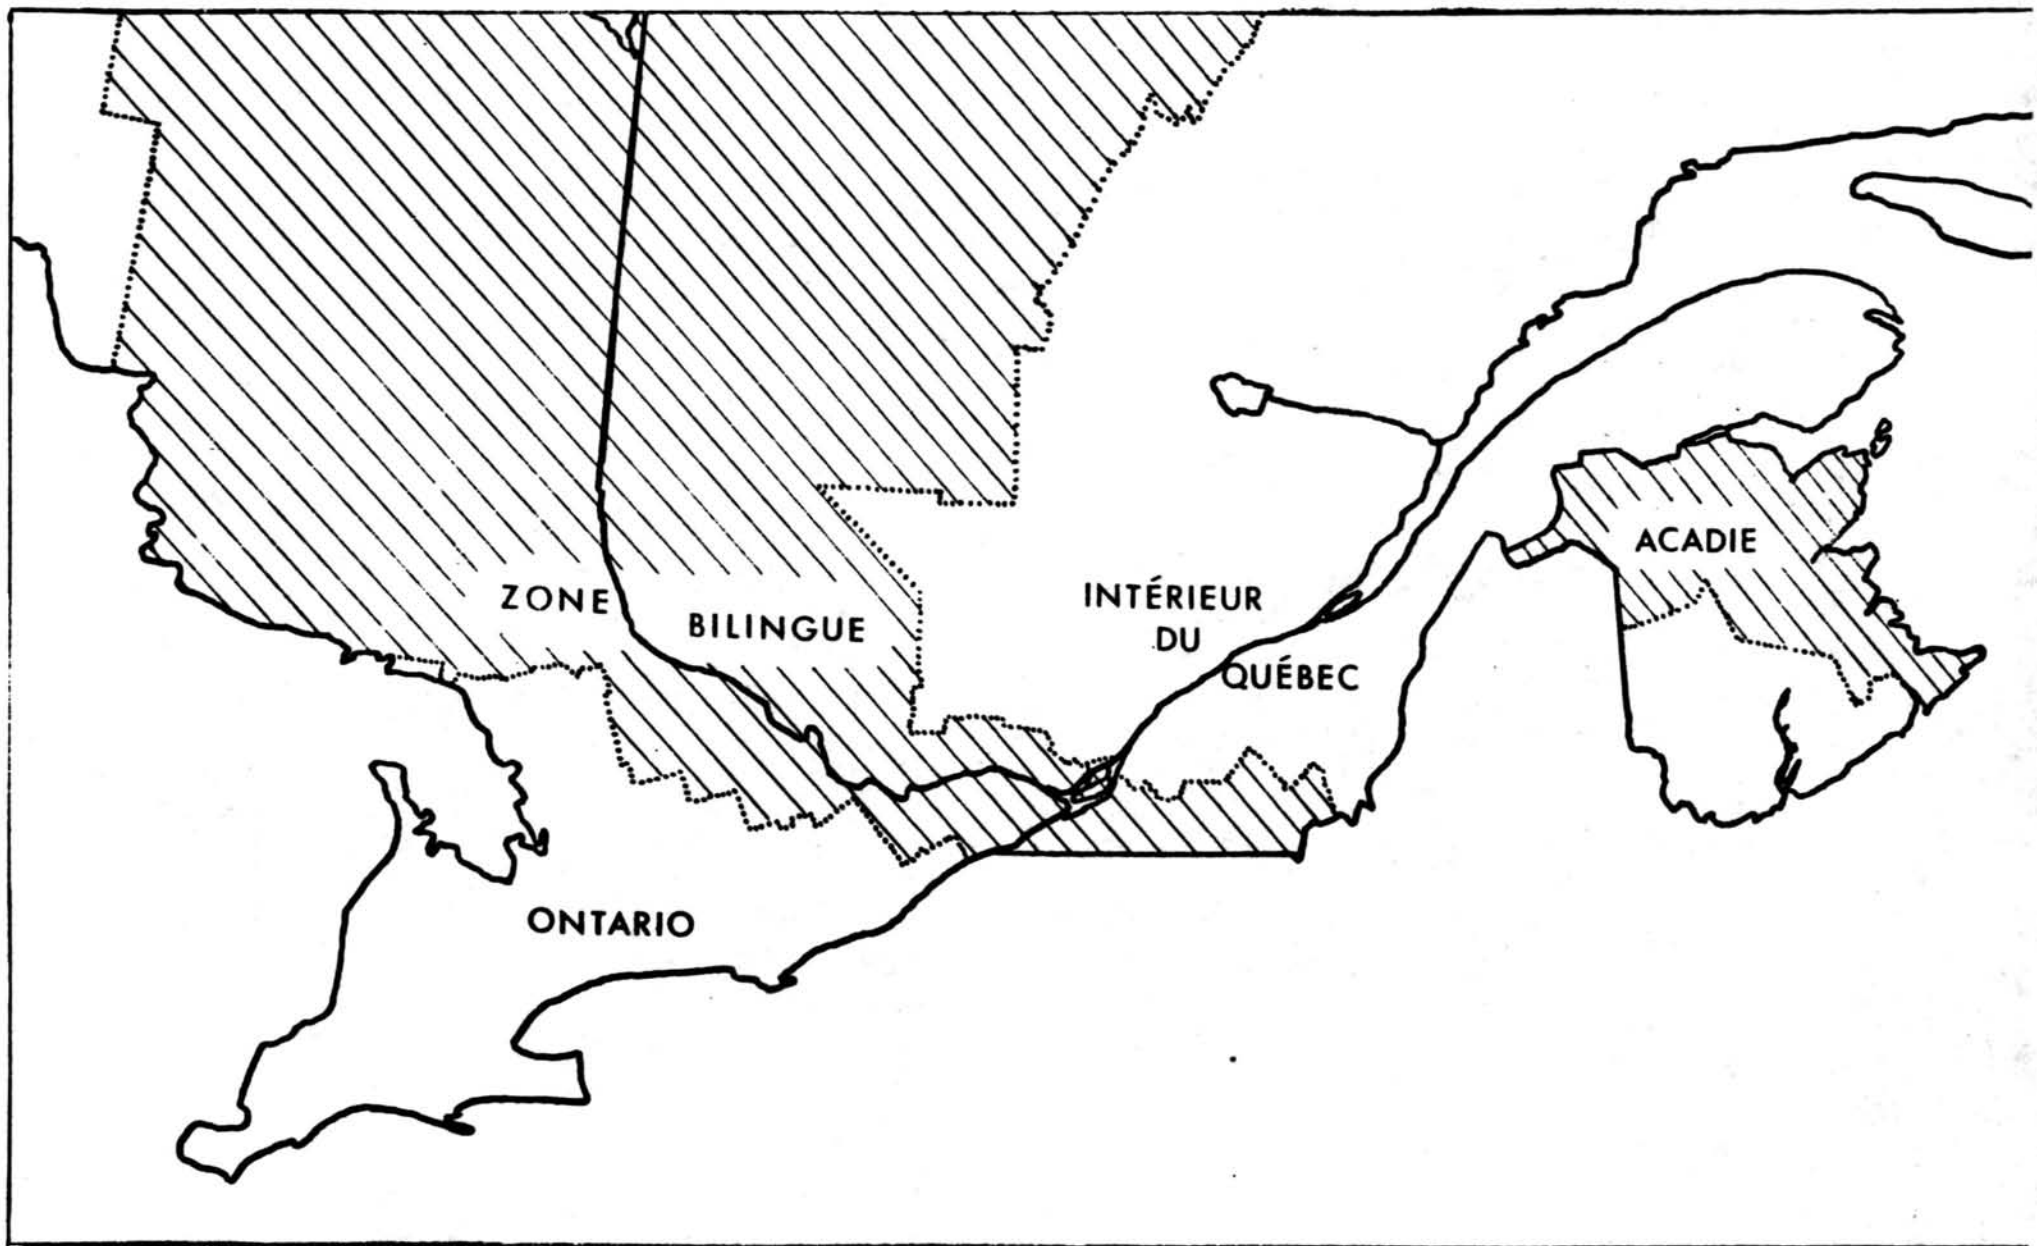 ZONE BILINGUE
INTÉRIEUR
DU
QUÉBEC
ACADIE
ONTARIO